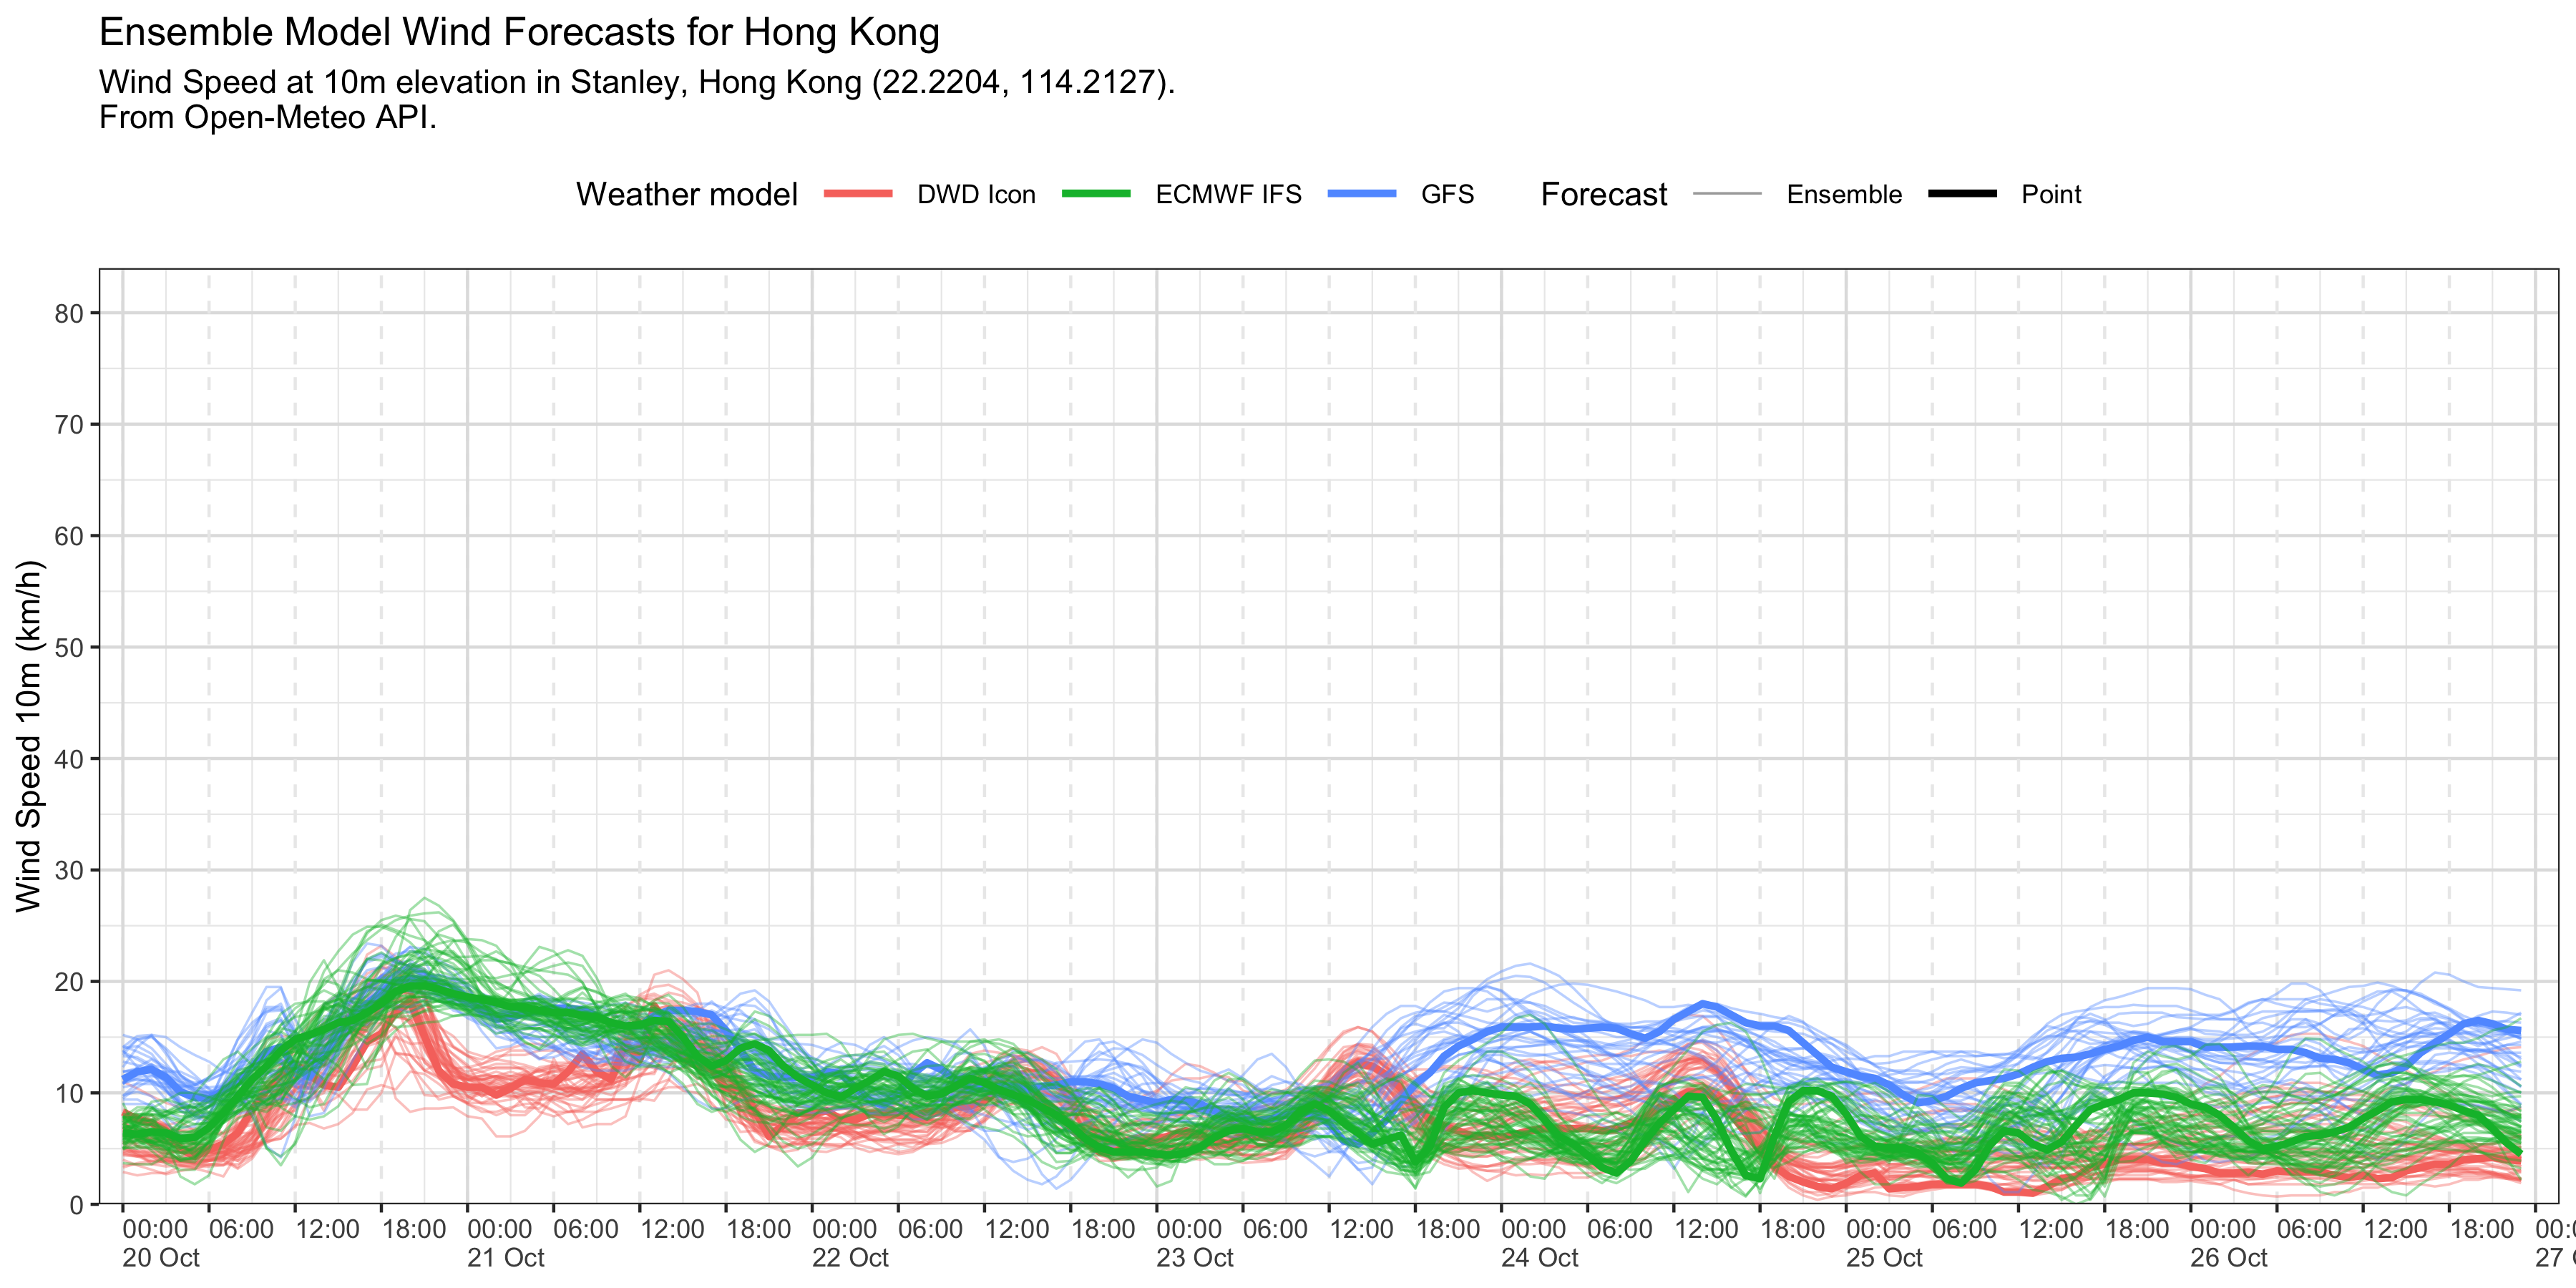 Ensemble Model Wind Forecasts for Hong Kong
Wind Speed at 10m elevation in Stanley, Hong Kong (22.2204, 114.2127).
From Open-Meteo API.
Weather model DWD Icon ECMWF IFS GFS Forecast Ensemble Point
Wind Speed 10m (km/h)
80
70
60
50
40
30
20
10
0
00:00 06:00 12:00 18:00 00:00 06:00 12:00 18:00 00:00 06:00 12:00 18:00 00:00 06:00 12:00 18:00 00:00 06:00 12:00 18:00 00:00 06:00 12:00 18:00 00:00 06:00 12:00 18:00 00:0
20 Oct 21 Oct 22 Oct 23 Oct 24 Oct 25 Oct 26 Oct 27